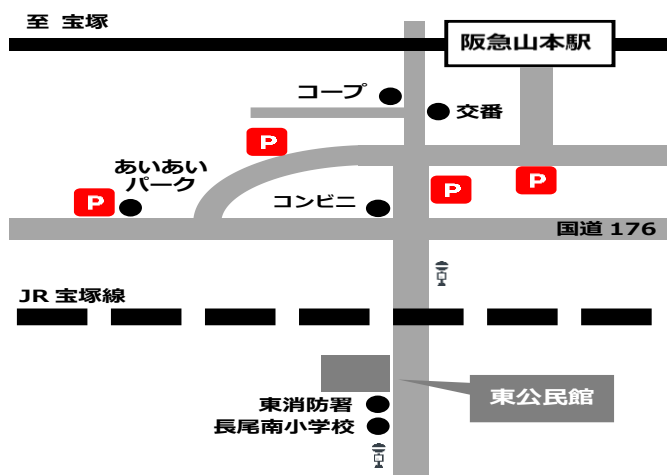 至 宝塚
阪急山本駅
コープ
交番
P
あいあい
パーク
P
P
P
コンビニ
国道 176
JR 宝塚線
東公民館
東消防署
長尾南小学校